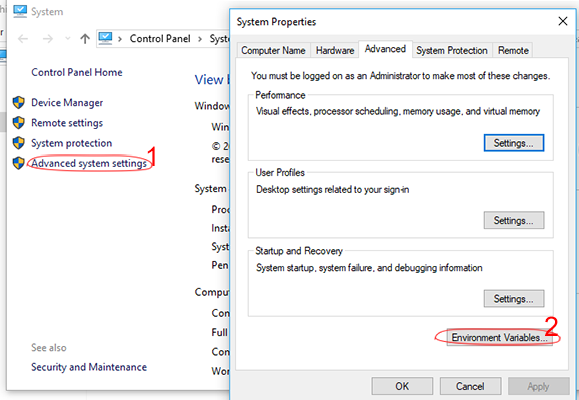 System
Control Panel
Syste
Control Panel Home
Device Manager
Remote settings
System protection
Advanced system settings
1
View b
Window
Win
© 2
rese
System
Proc
Insta
Syst
Pen
Comput
Com
Full
Com
Wor
See also
Security and Maintenance
System Properties
Computer Name
Hardware
Advanced
System Protection
Remote
You must be logged on as an Administrator to make most of these changes.
Performance
Visual effects, processor scheduling, memory usage, and virtual memory
Settings...
User Profiles
Desktop settings related to your sign-in
Settings...
Startup and Recovery
System startup, system failure, and debugging information
Settings...
2
Environment Variables...
OK
Cancel
Apply